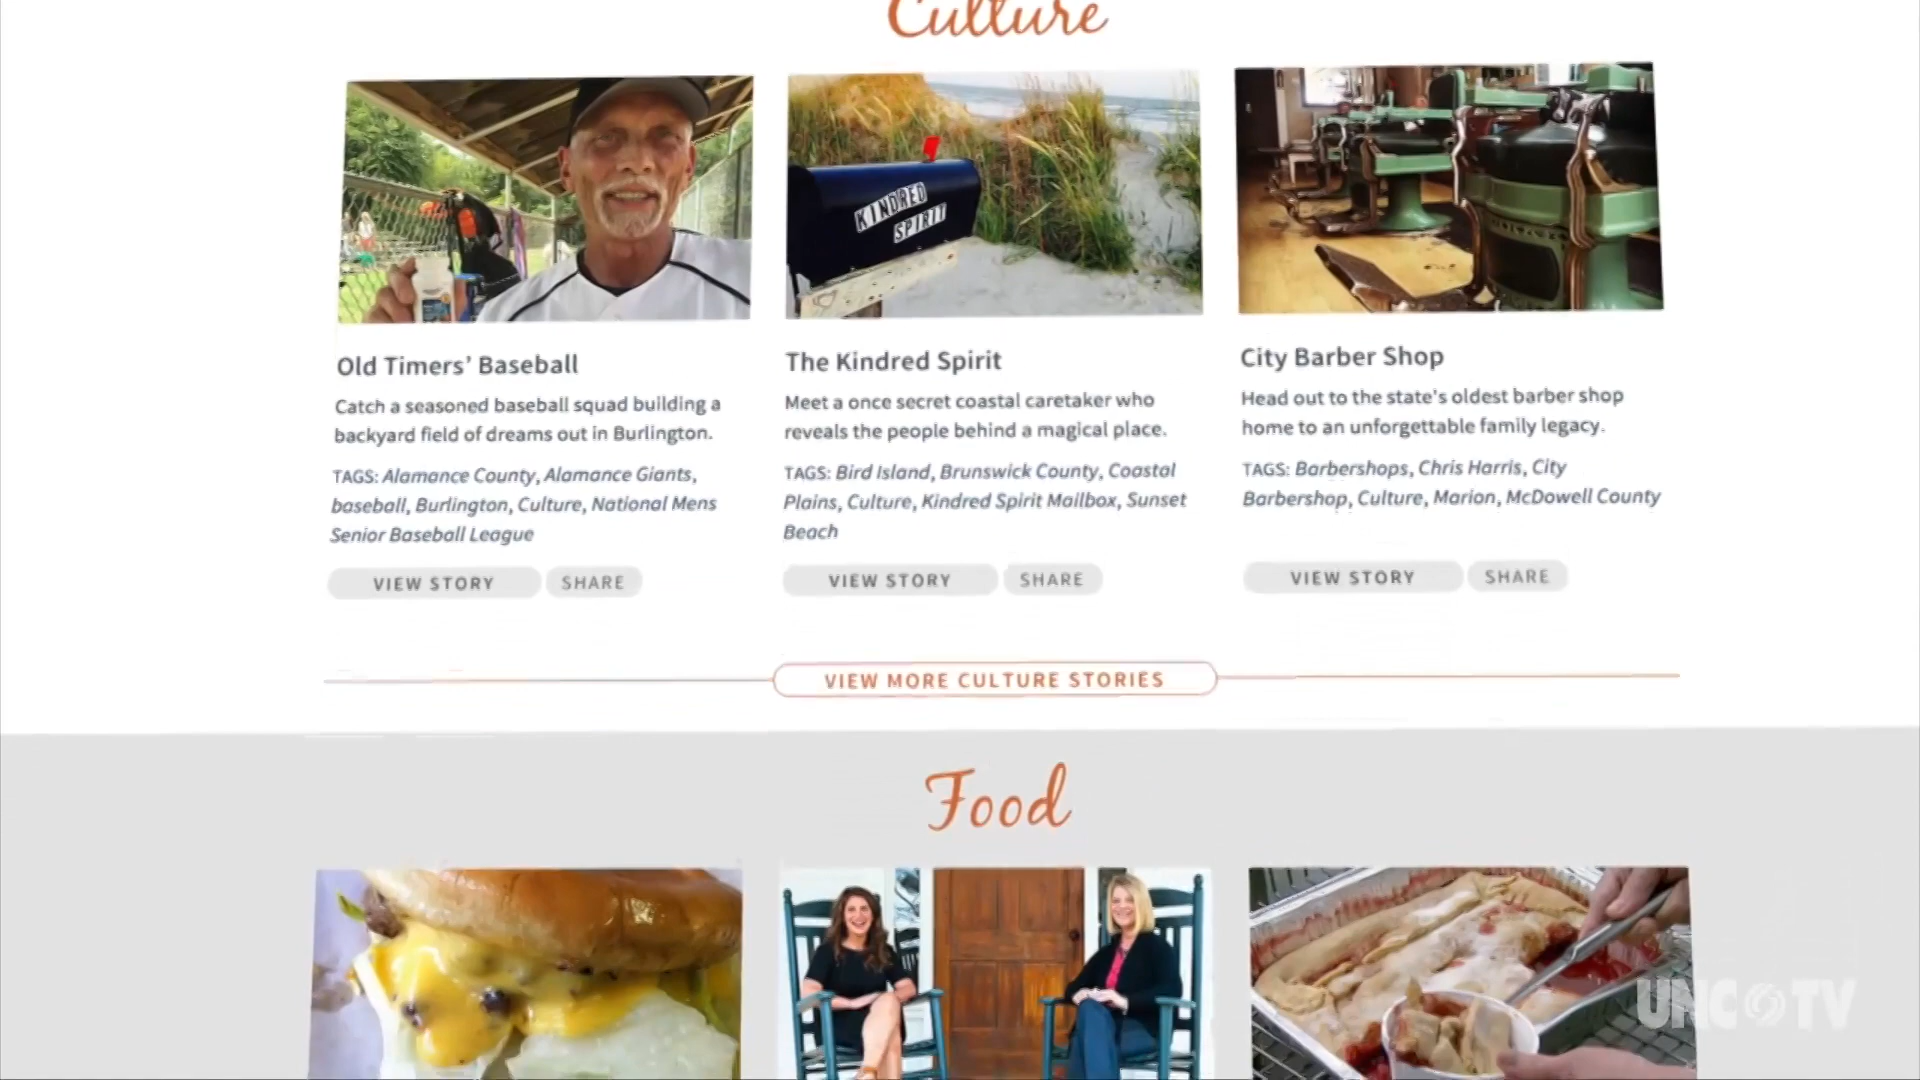 Culture
KINDRED
SPIRIT
Old Timers' Baseball
Catch a seasoned baseball squad building a
backyard field of dreams out in Burlington.
TAGS: Alamance County, Alamance Giants,
baseball, Burlington, Culture, National Mens
Senior Baseball League
VIEW STORY
SHARE
The Kindred Spirit
Meet a once secret coastal caretaker who
reveals the people behind a magical place.
TAGS: Bird Island, Brunswick County, Coastal
Plains, Culture, Kindred Spirit Mailbox, Sunset
Beach
VIEW STORY
SHARE
City Barber Shop
Head out to the state's oldest barber shop
home to an unforgettable family legacy.
TAGS: Barbershops, Chris Harris, City
Barbershop, Culture, Marion, McDowell County
VIEW STORY
SHARE
VIEW MORE CULTURE STORIES
Food
UNC TV